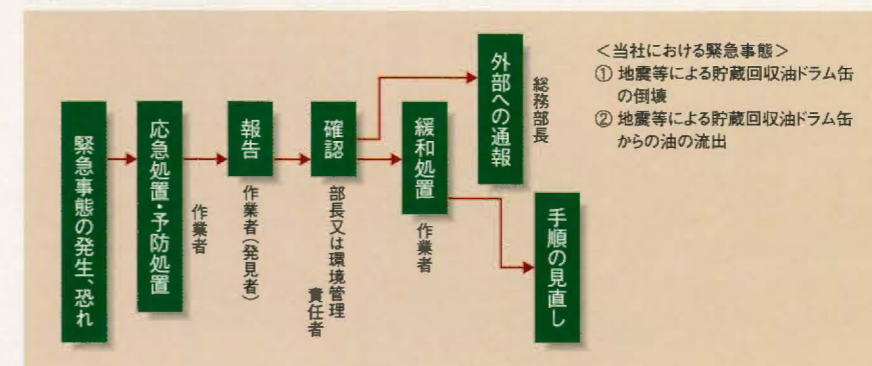 緊急事態の発生、恐れ
応急処置・予防処置
作業者
報告
作業者(発見者)
確認
部長又は環境管理
責任者
外部への通報
総務部長
緩和処置
作業者
手順の見直し
<当社における緊急事態>
① 地震等による貯蔵回収油ドラム缶
の倒壊
② 地震等による貯蔵回収油ドラム缶
からの油の流出